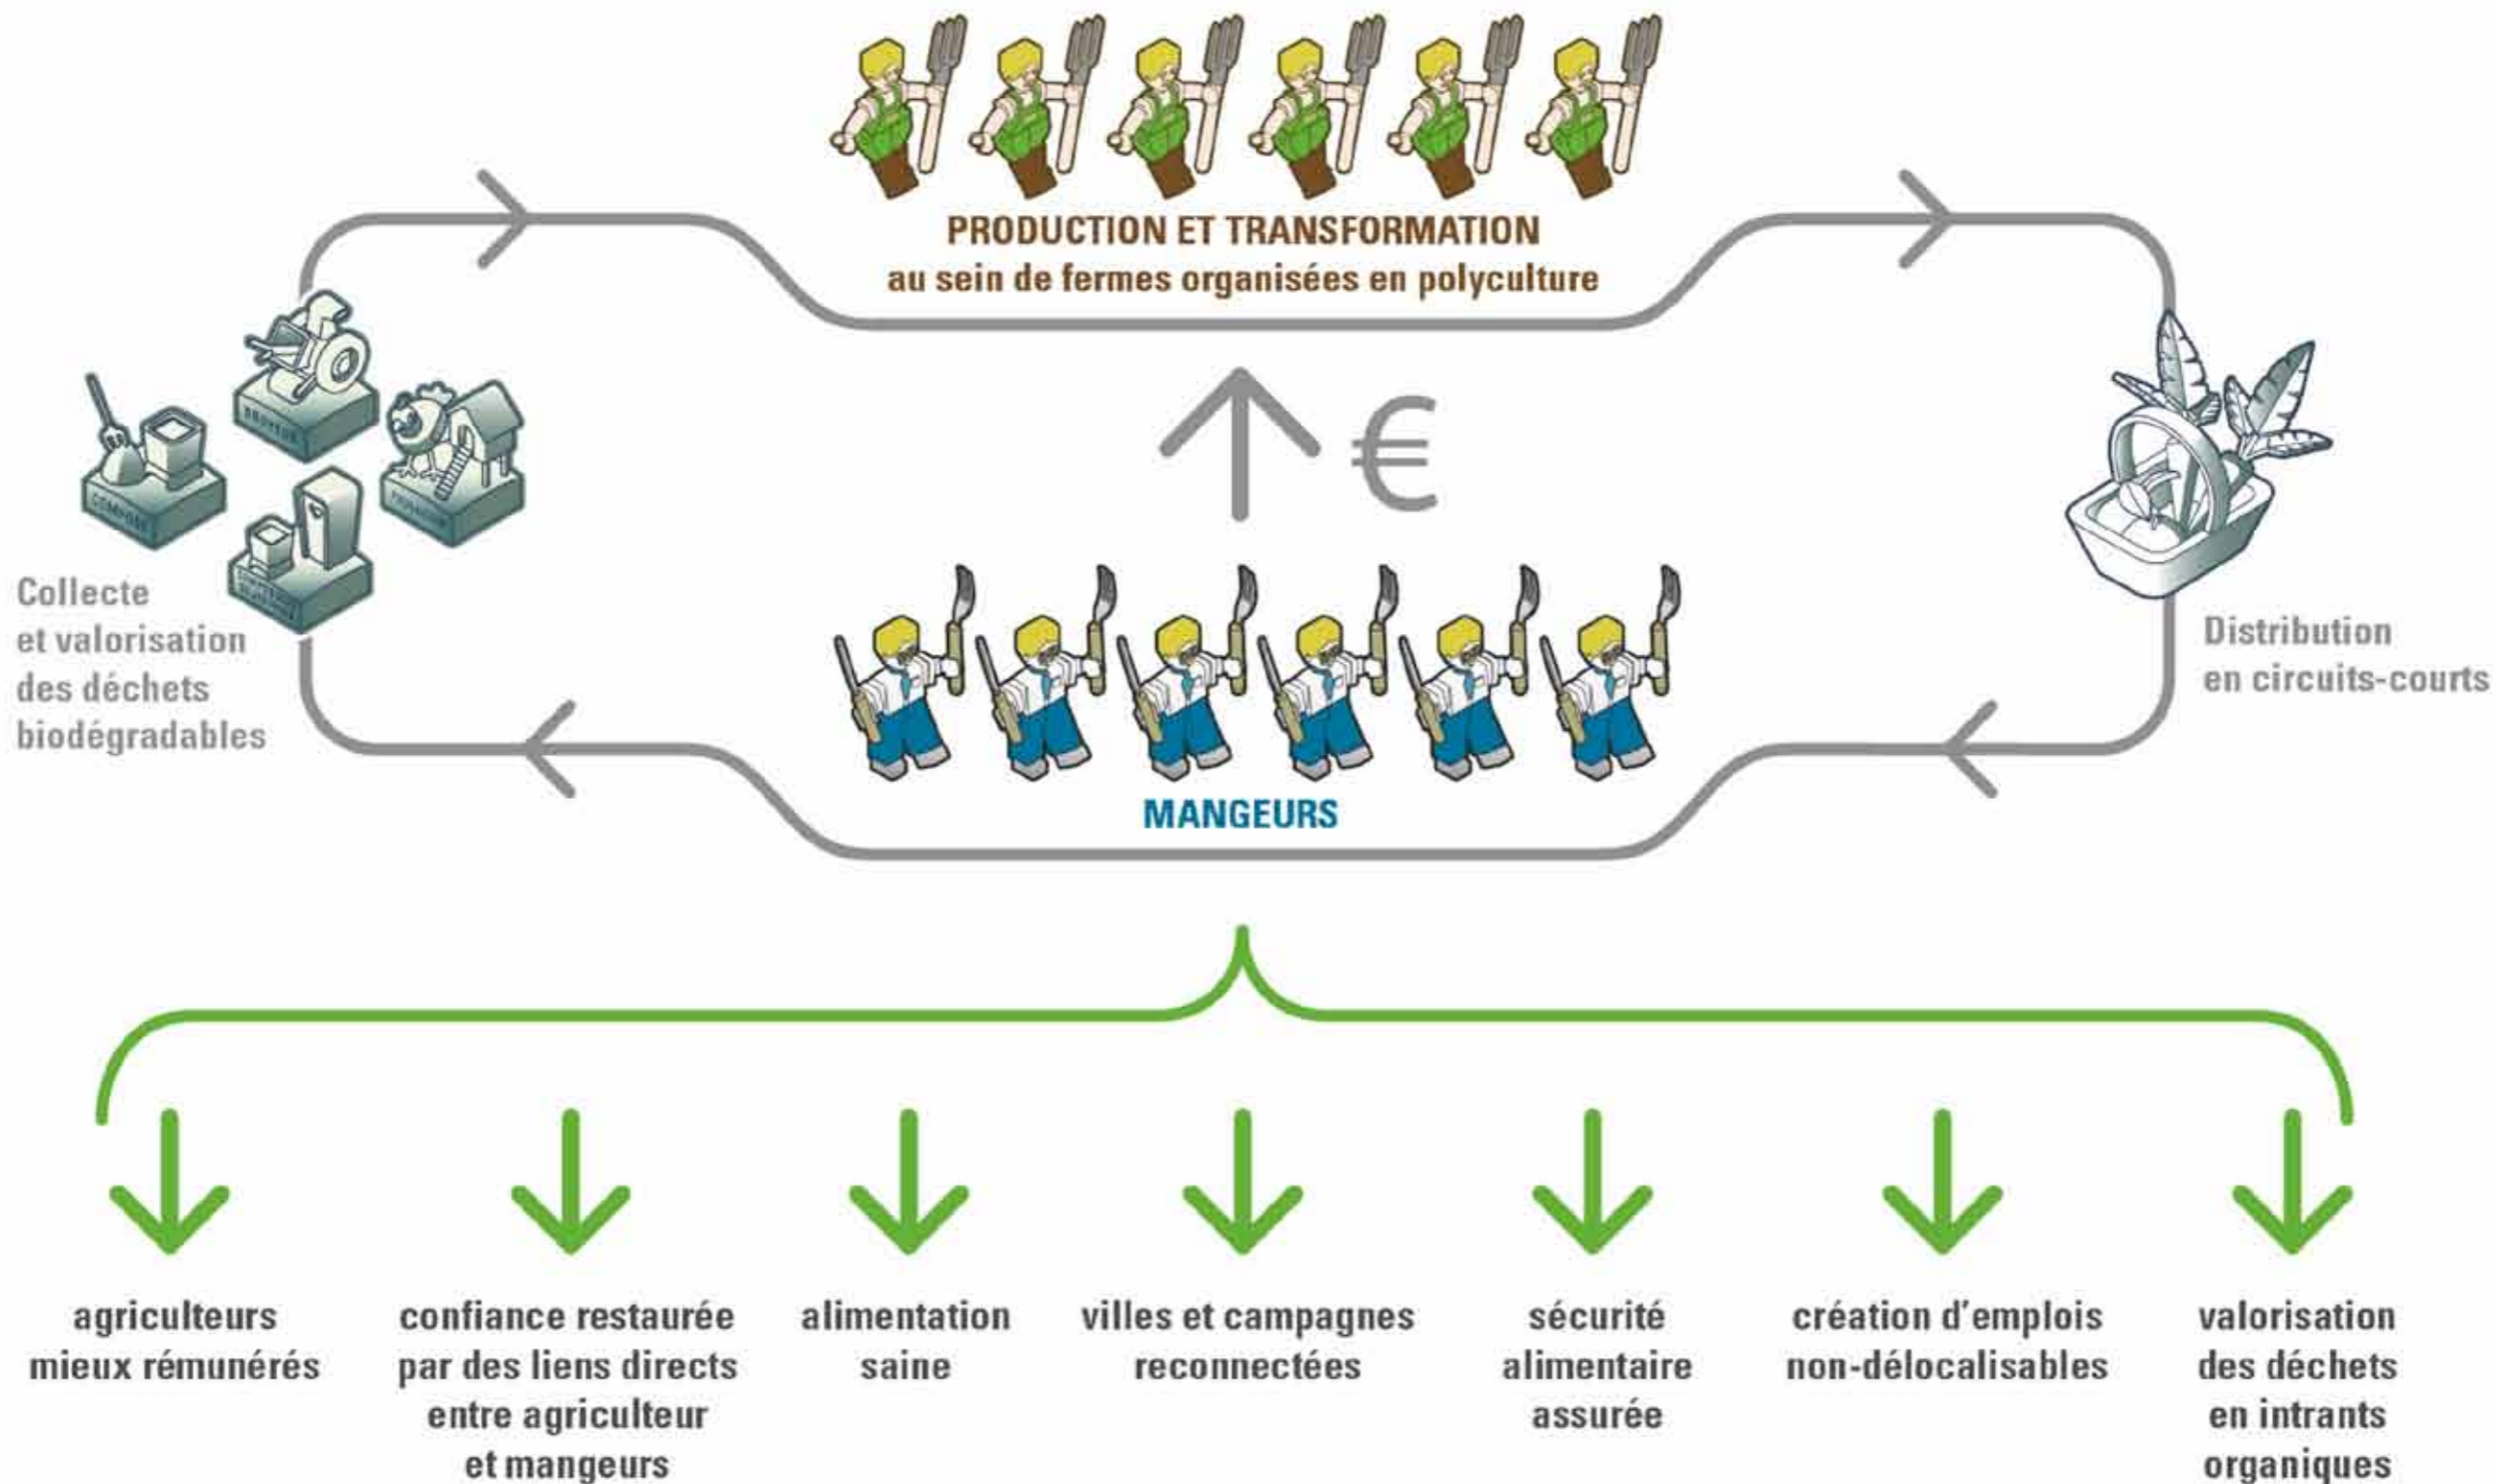 PRODUCTION ET TRANSFORMATION
au sein de fermes organisées en polyculture
€
BROYEUR
COMPOST
Collecte
et valorisation
des déchets
biodégradables
Distribution
en circuits-courts
MANGEURS
agriculteurs
mieux rémunérés
confiance restaurée
par des liens directs
entre agriculteur
et mangeurs
alimentation
saine
villes et campagnes
reconnectées
sécurité
alimentaire
assurée
création d'emplois
non-délocalisables
valorisation
des déchets
en intrants
organiques